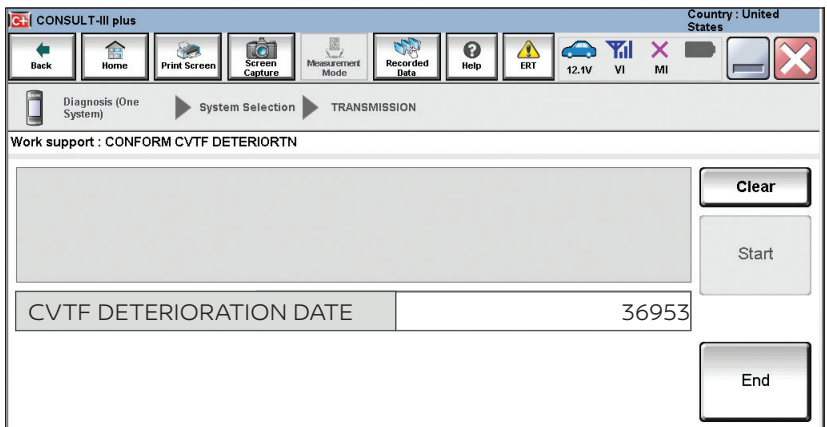 CONSULT-III plus
Country : United States
Back
Home
Print Screen
Screen Capture
Measurement Mode
Recorded Data
Help
ERT
12.1V
VI
MI
Diagnosis (One System)
System Selection
TRANSMISSION
Work support : CONFORM CVTF DETERIORTN
Clear
Start
CVTF DETERIORATION DATE
36953
End